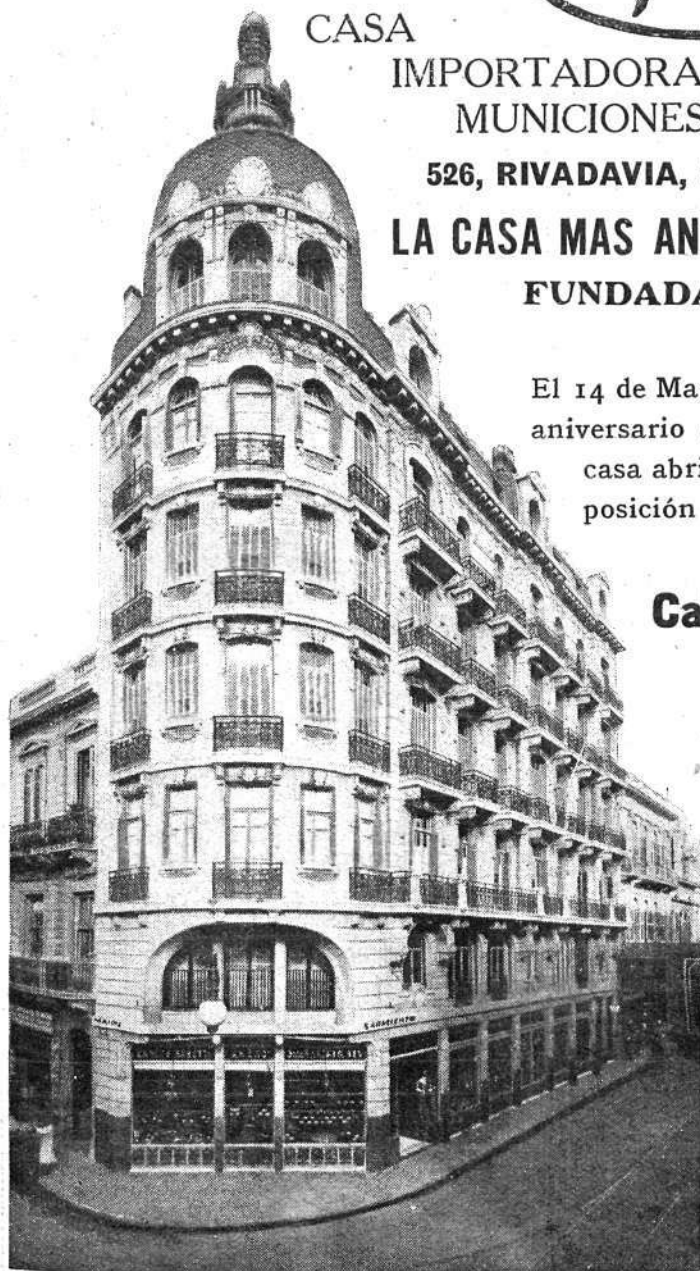 CASA
IMPORTADORA
MUNICIONES
526, RIVADAVIA,
LA CASA MAS AN
FUNDADA
El 14 de Ma
aniversario
casa abri
posición
Ca
MAIPU
SARMIENTO